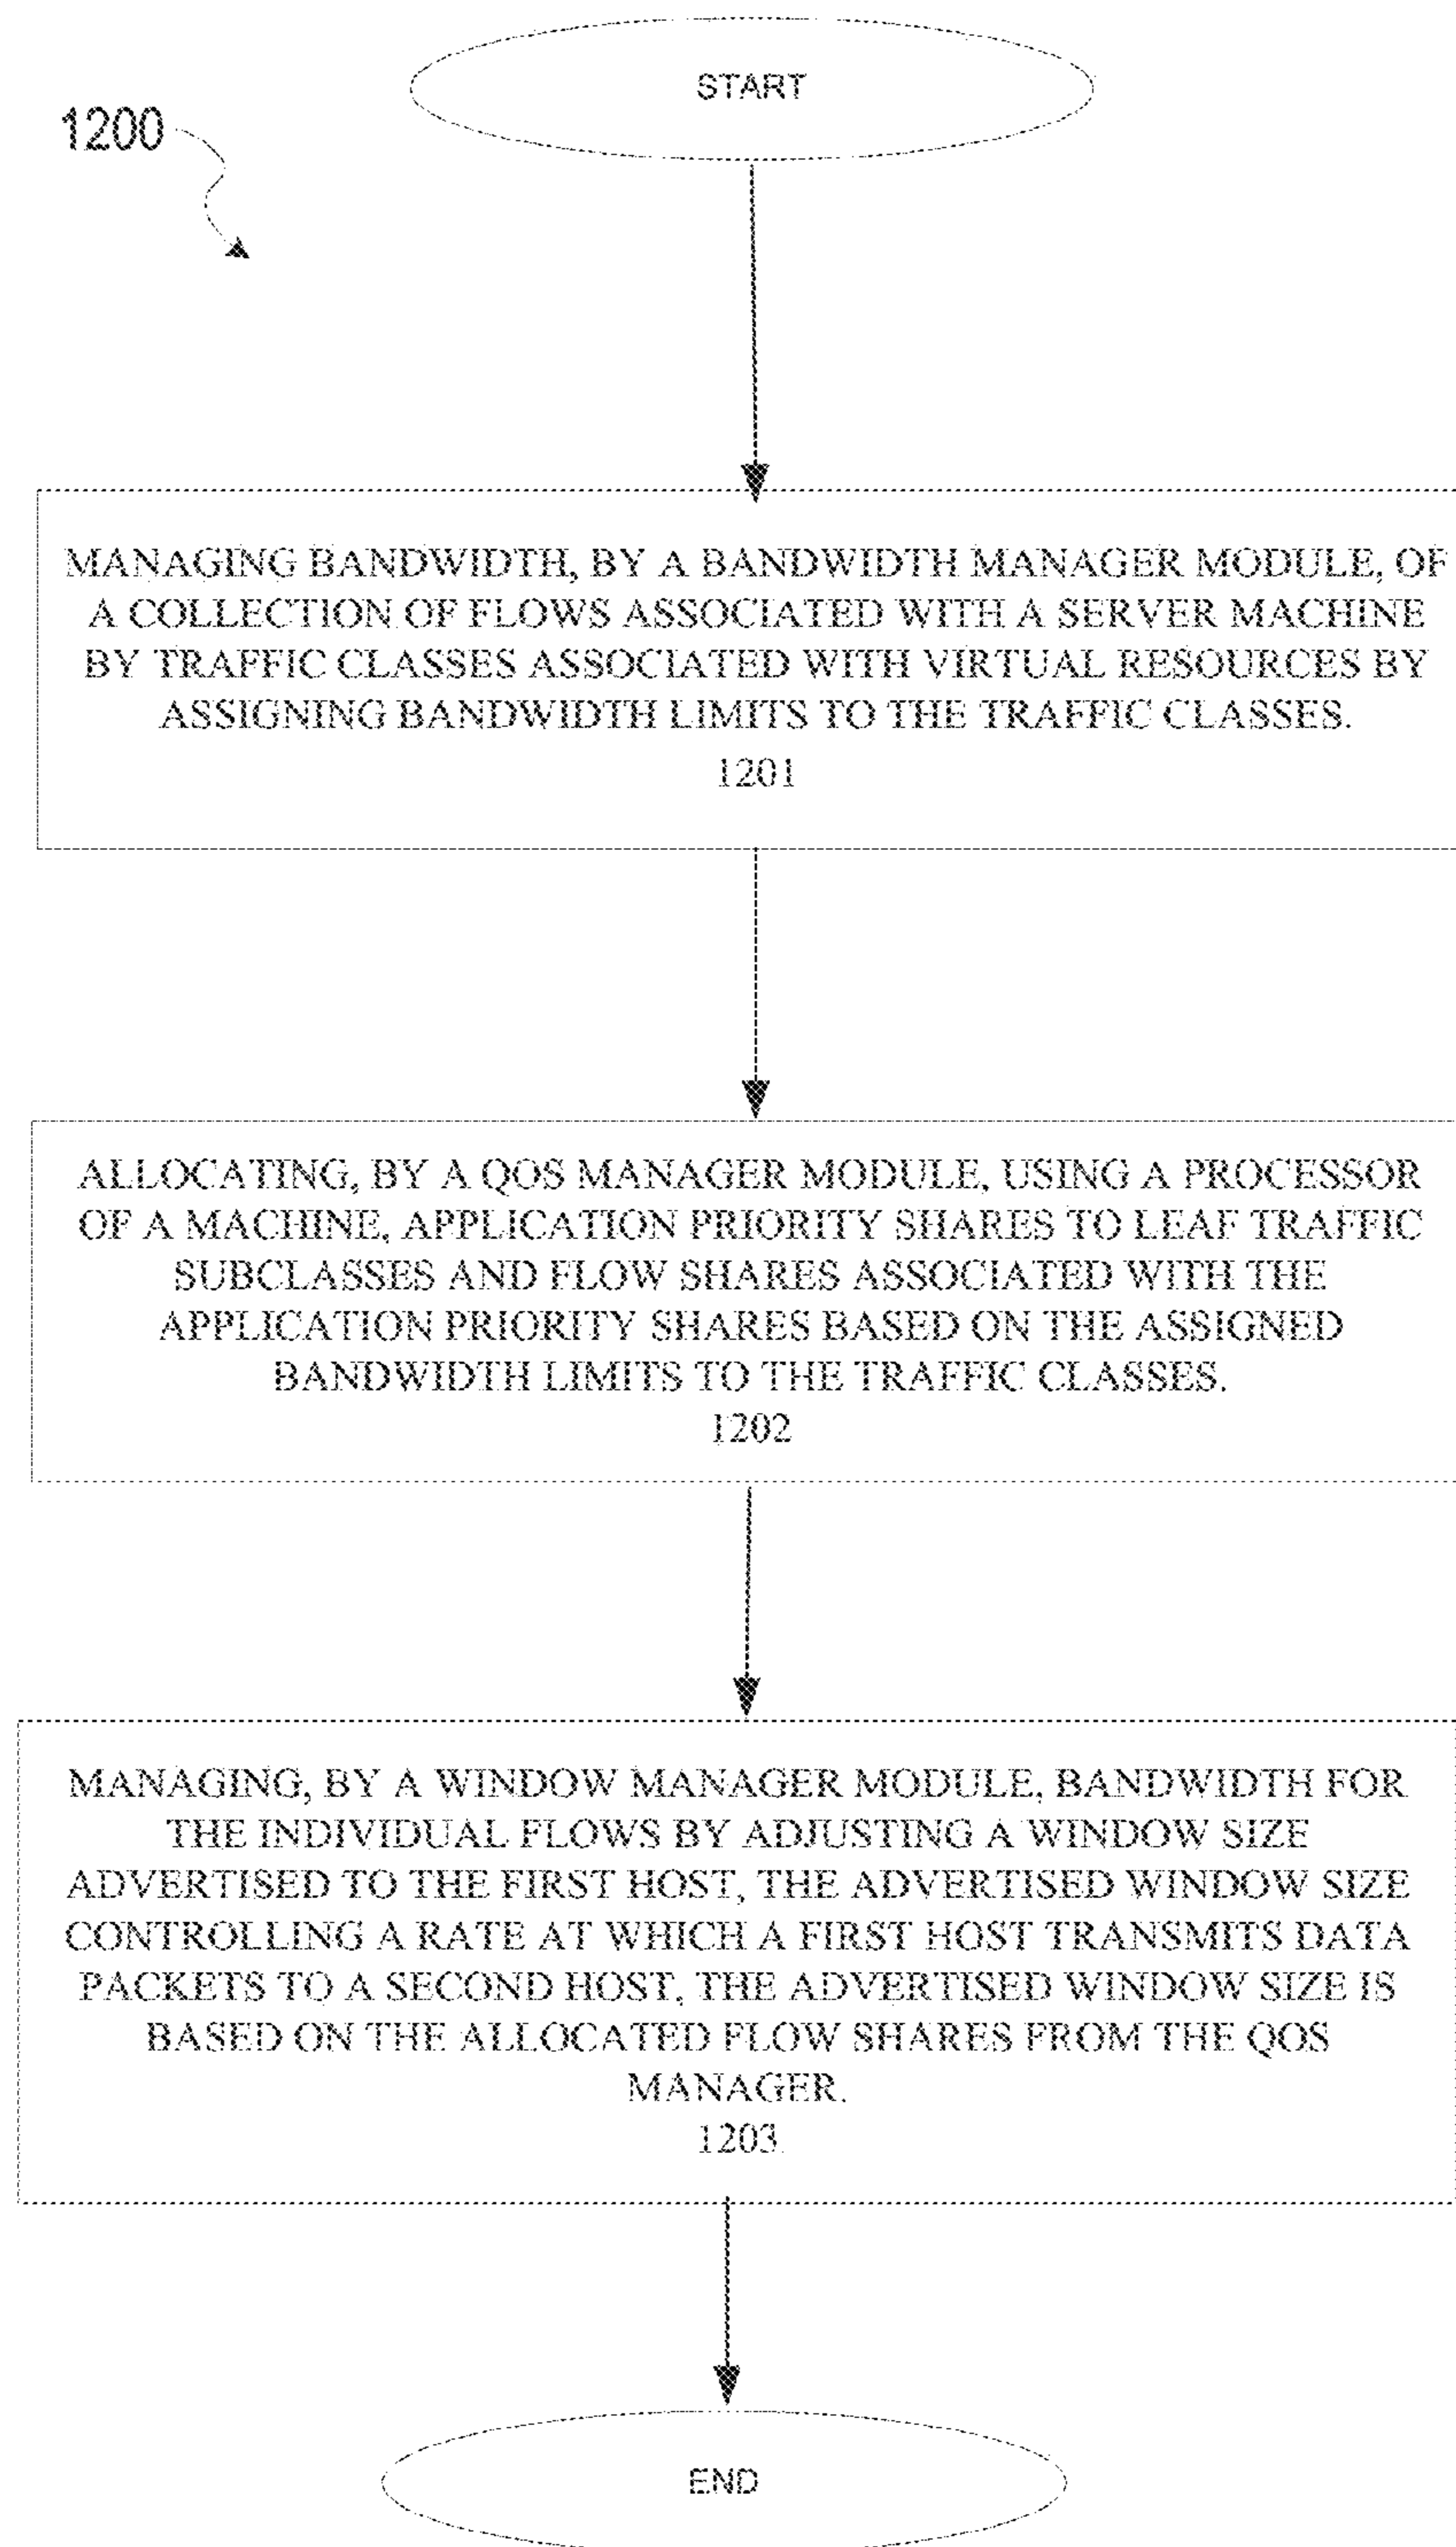 START
1200
MANAGING BANDWIDTH, BY A BANDWIDTH MANAGER MODULE, OF
A COLLECTION OF FLOWS ASSOCIATED WITH A SERVER MACHINE
BY TRAFFIC CLASSES ASSOCIATED WITH VIRTUAL RESOURCES BY
ASSIGNING BANDWIDTH LIMITS TO THE TRAFFIC CLASSES.
1201
ALLOCATING, BY A QOS MANAGER MODULE, USING A PROCESSOR
OF A MACHINE, APPLICATION PRIORITY SHARES TO LEAF TRAFFIC
SUBCLASSES AND FLOW SHARES ASSOCIATED WITH THE
APPLICATION PRIORITY SHARES BASED ON THE ASSIGNED
BANDWIDTH LIMITS TO THE TRAFFIC CLASSES.
1202
MANAGING, BY A WINDOW MANAGER MODULE, BANDWIDTH FOR
THE INDIVIDUAL FLOWS BY ADJUSTING A WINDOW SIZE
ADVERTISED TO THE FIRST HOST, THE ADVERTISED WINDOW SIZE
CONTROLLING A RATE AT WHICH A FIRST HOST TRANSMITS DATA
PACKETS TO A SECOND HOST, THE ADVERTISED WINDOW SIZE IS
BASED ON THE ALLOCATED FLOW SHARES FROM THE QOS
MANAGER.
1203
END